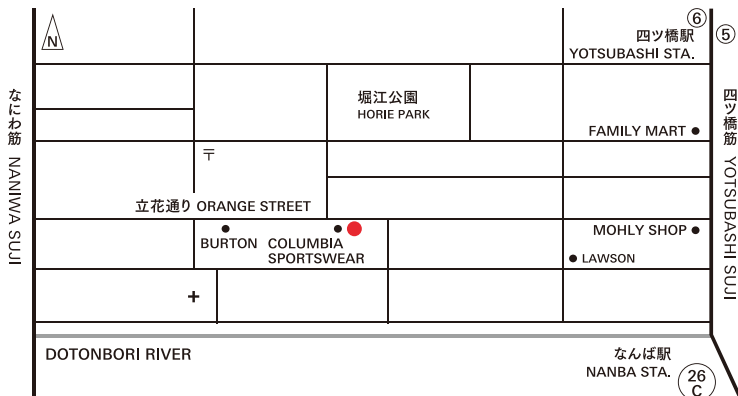 N
6
5
四ツ橋駅
YOTSUBASHI STA.
なにわ筋 NANIWA SUJI
四ツ橋筋 YOTSUBASHI SUJI
堀江公園
HORIE PARK
FAMILY MART
〒
立花通り ORANGE STREET
BURTON
COLUMBIA
SPORTSWEAR
MOHLY SHOP
LAWSON
DOTONBORI RIVER
なんば駅
NANBA STA.
26
C